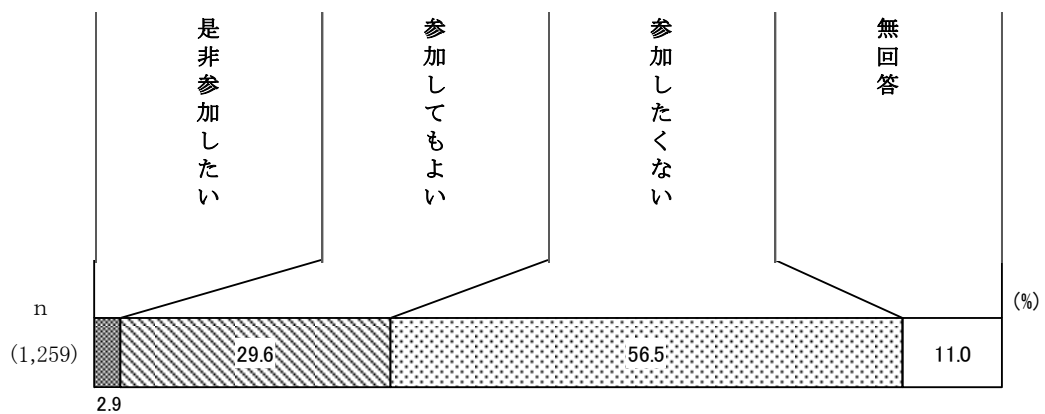 是非参加したい
参加してもよい
参加したくない
無回答
(%)
n
(1,259)
29.6
56.5
11.0
2.9